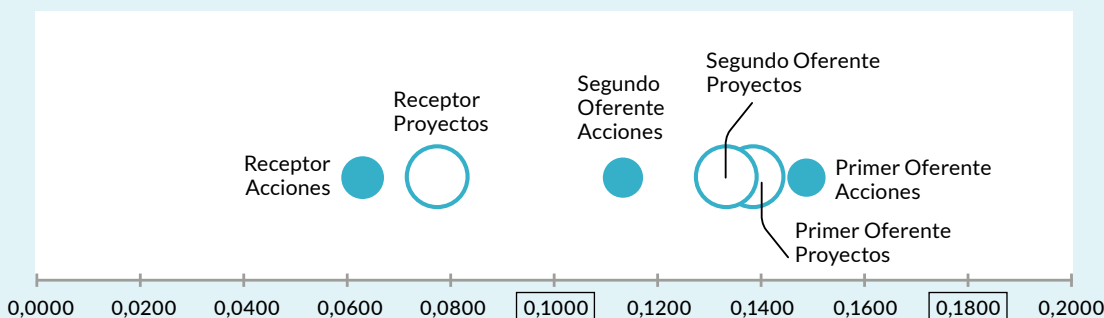 Segundo Oferente
Proyectos
Segundo
Oferente
Acciones
Receptor
Proyectos
Receptor
Acciones
Primer Oferente
Acciones
Primer Oferente
Proyectos
0,0000 0,0200 0,0400 0,0600 0,0800 0,1000 0,1200 0,1400 0,1600 0,1800 0,2000